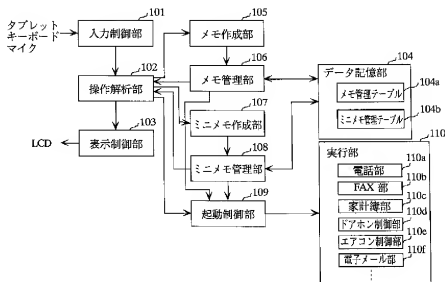 タブレット
キーボード
マイク
101
入力制御部
102
操作解析部
103
表示制御部
LCD
105
メモ作成部
106
メモ管理部
107
ミニメモ作成部
108
ミニメモ管理部
109
起動制御部
104
データ記憶部
104a
メモ管理テーブル
104b
ミニメモ管理テーブル
110
実行部
110a
電話部
110b
FAX 部
110c
家計簿部
110d
ドアホン制御部
110e
エアコン制御部
110f
電子メール部